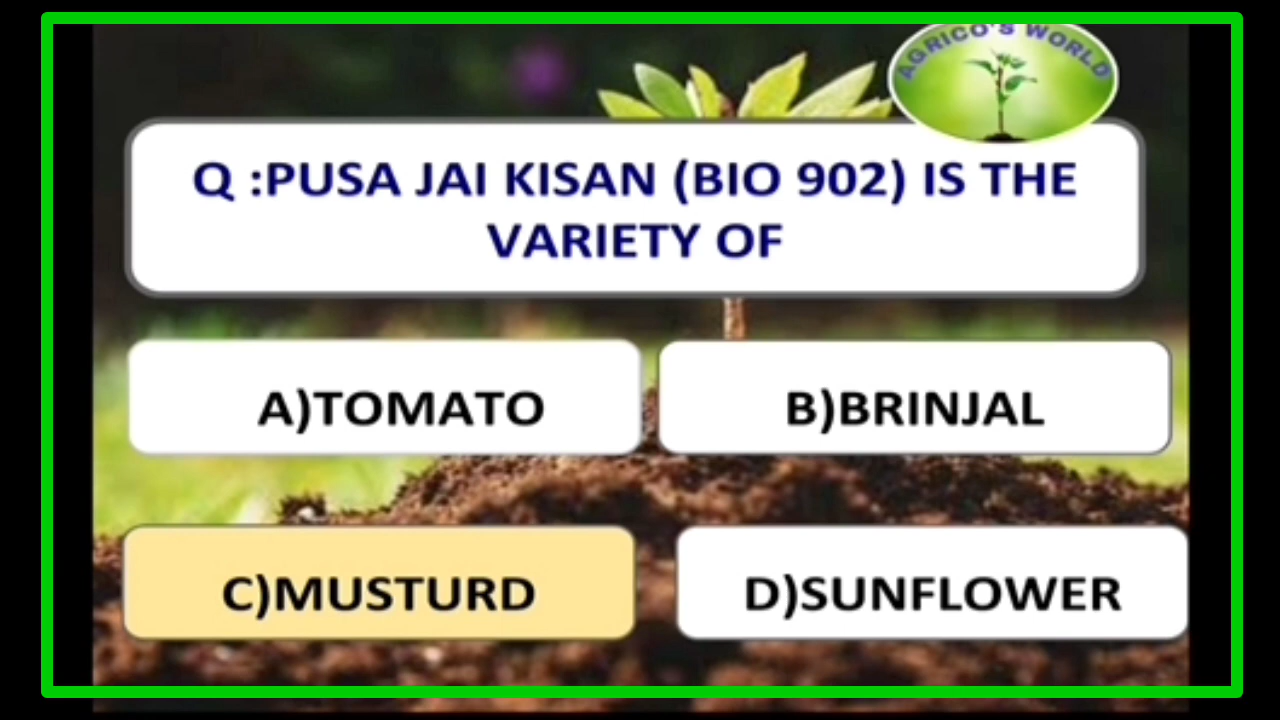 AGRICO'S WORLD
Q :PUSA JAI KISAN (BIO 902) IS THE
VARIETY OF
A)TOMATO
B)BRINJAL
C)MUSTURD
D)SUNFLOWER